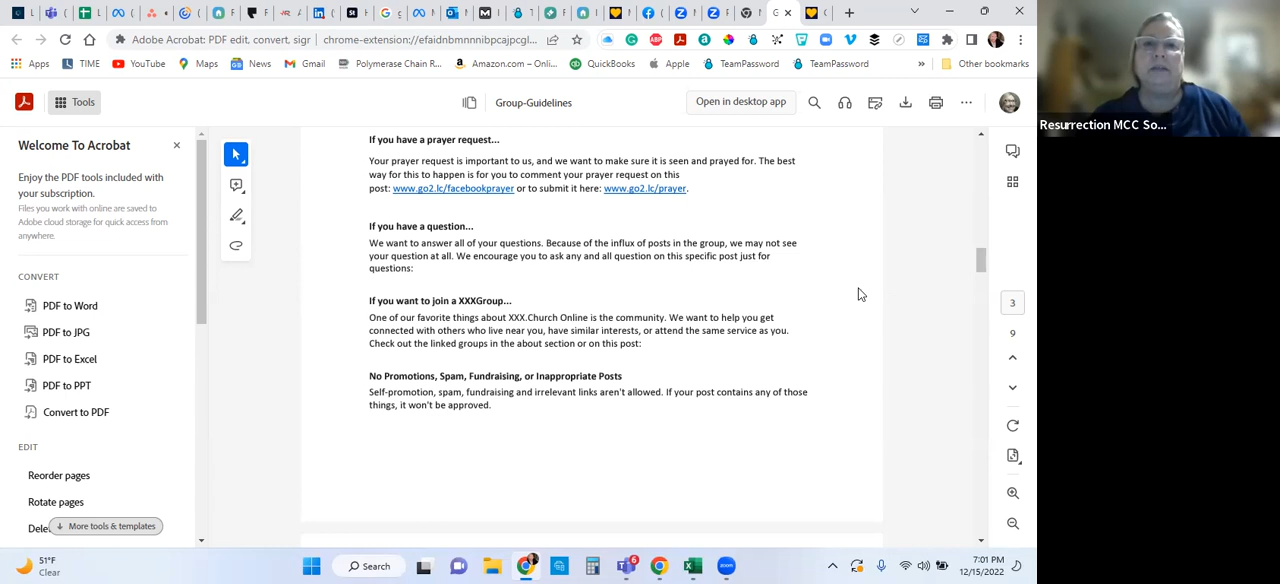 Adobe Acrobat: PDF edit, convert, sigr
chrome-extension://efaidnbmnnnibpcajpcgl...
Apps
TIME
YouTube
Maps
News
Gmail
Polymerase Chain R...
Amazon.com – Onli...
QuickBooks
Apple
TeamPassword
TeamPassword
»
Other bookmarks
Tools
Group-Guidelines
Open in desktop app
Resurrection MCC So...
Welcome To Acrobat
Enjoy the PDF tools included with
your subscription.
Files you work with online are saved to
Adobe cloud storage for quick access from
anywhere.
CONVERT
PDF to Word
PDF to JPG
PDF to Excel
PDF to PPT
Convert to PDF
EDIT
Reorder pages
Rotate pages
Dele
More tools & templates
If you have a prayer request...
Your prayer request is important to us, and we want to make sure it is seen and prayed for. The best
way for this to happen is for you to comment your prayer request on this
post: www.go2.lc/facebookprayer or to submit it here: www.go2.lc/prayer.
If you have a question...
We want to answer all of your questions. Because of the influx of posts in the group, we may not see
your question at all. We encourage you to ask any and all question on this specific post just for
questions:
If you want to join a XXXGroup...
One of our favorite things about XXX.Church Online is the community. We want to help you get
connected with others who live near you, have similar interests, or attend the same service as you.
Check out the linked groups in the about section or on this post:
No Promotions, Spam, Fundraising, or Inappropriate Posts
Self-promotion, spam, fundraising and irrelevant links aren't allowed. If your post contains any of those
things, it won't be approved.
3
9
51°F
Clear
Search
6
zoom
7:01 PM
12/15/2022